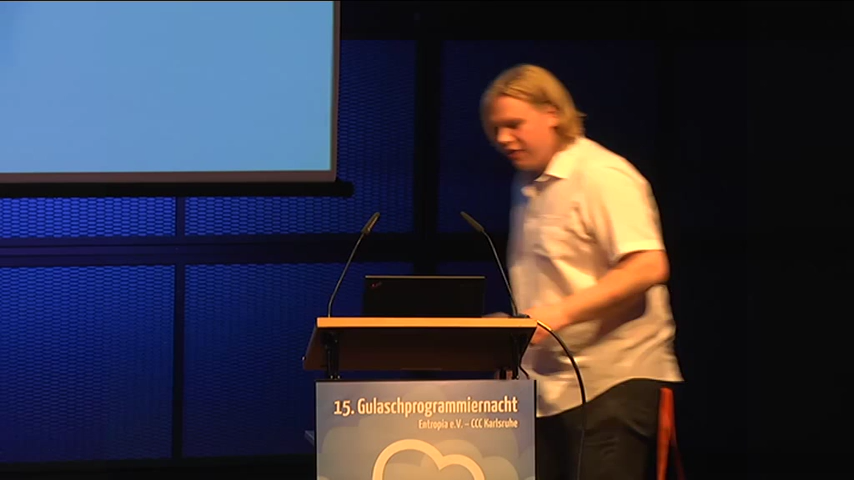 15. Gulaschprogrammiernacht
Entropia e.V. – CCC Karlsruhe